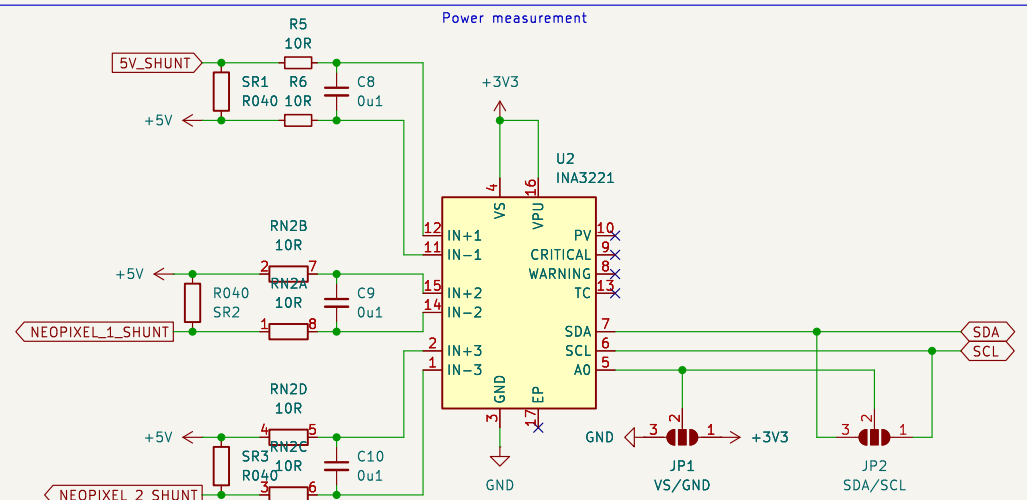 Power measurement
R5
10R
5V_SHUNT
SR1
R040
R6
10R
C8
0u1
+5V
+3V3
U2
INA3221
4
16
VS
VPU
12
IN+1
11
IN-1
15
IN+2
14
IN-2
2
IN+3
1
IN-3
PV
10
CRITICAL
9
WARNING
8
TC
13
SDA
7
SCL
6
A0
5
GND
EP
3
17
GND
RN2B
10R
+5V
2
7
RN2A
10R
R040
SR2
C9
0u1
NEOPIXEL_1_SHUNT
1
8
SDA
SCL
RN2D
10R
+5V
4
5
RN2C
10R
SR3
R040
C10
0u1
NEOPIXEL_2_SHUNT
3
6
GND
3
2
1
+3V3
JP1
VS/GND
3
2
1
JP2
SDA/SCL